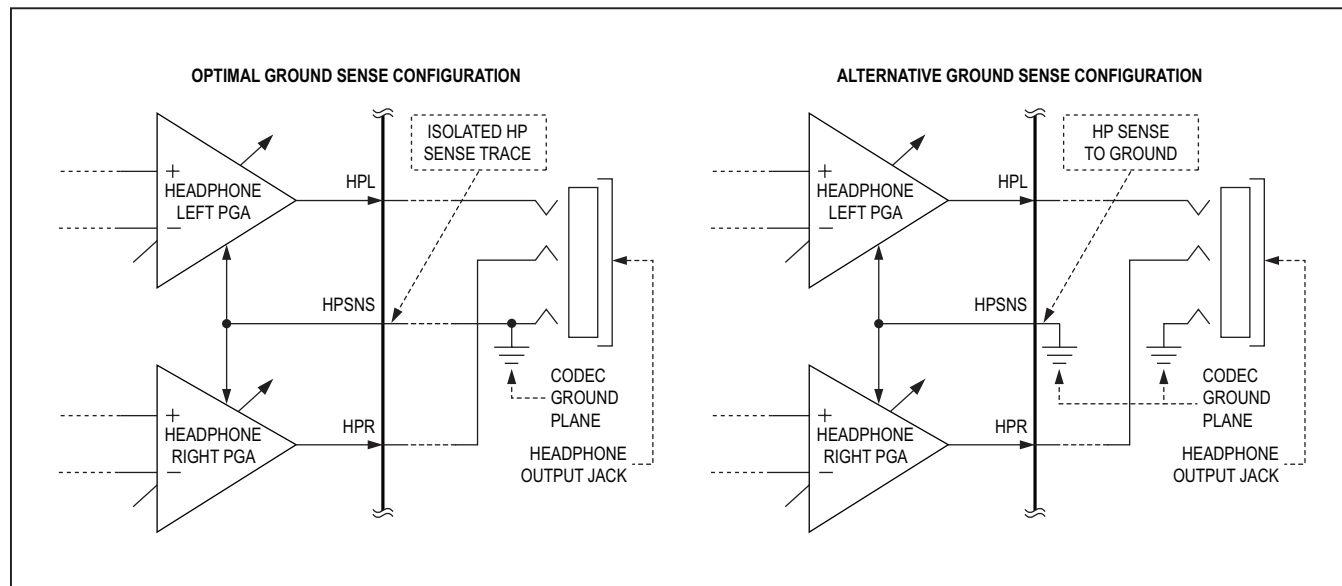 OPTIMAL GROUND SENSE CONFIGURATION
ISOLATED HP
SENSE TRACE
+
HEADPHONE
LEFT PGA
−
HPL
HPSNS
+
HEADPHONE
RIGHT PGA
−
HPR
CODEC
GROUND
PLANE
HEADPHONE
OUTPUT JACK
ALTERNATIVE GROUND SENSE CONFIGURATION
HP SENSE
TO GROUND
+
HEADPHONE
LEFT PGA
−
HPL
HPSNS
+
HEADPHONE
RIGHT PGA
−
HPR
CODEC
GROUND
PLANE
HEADPHONE
OUTPUT JACK